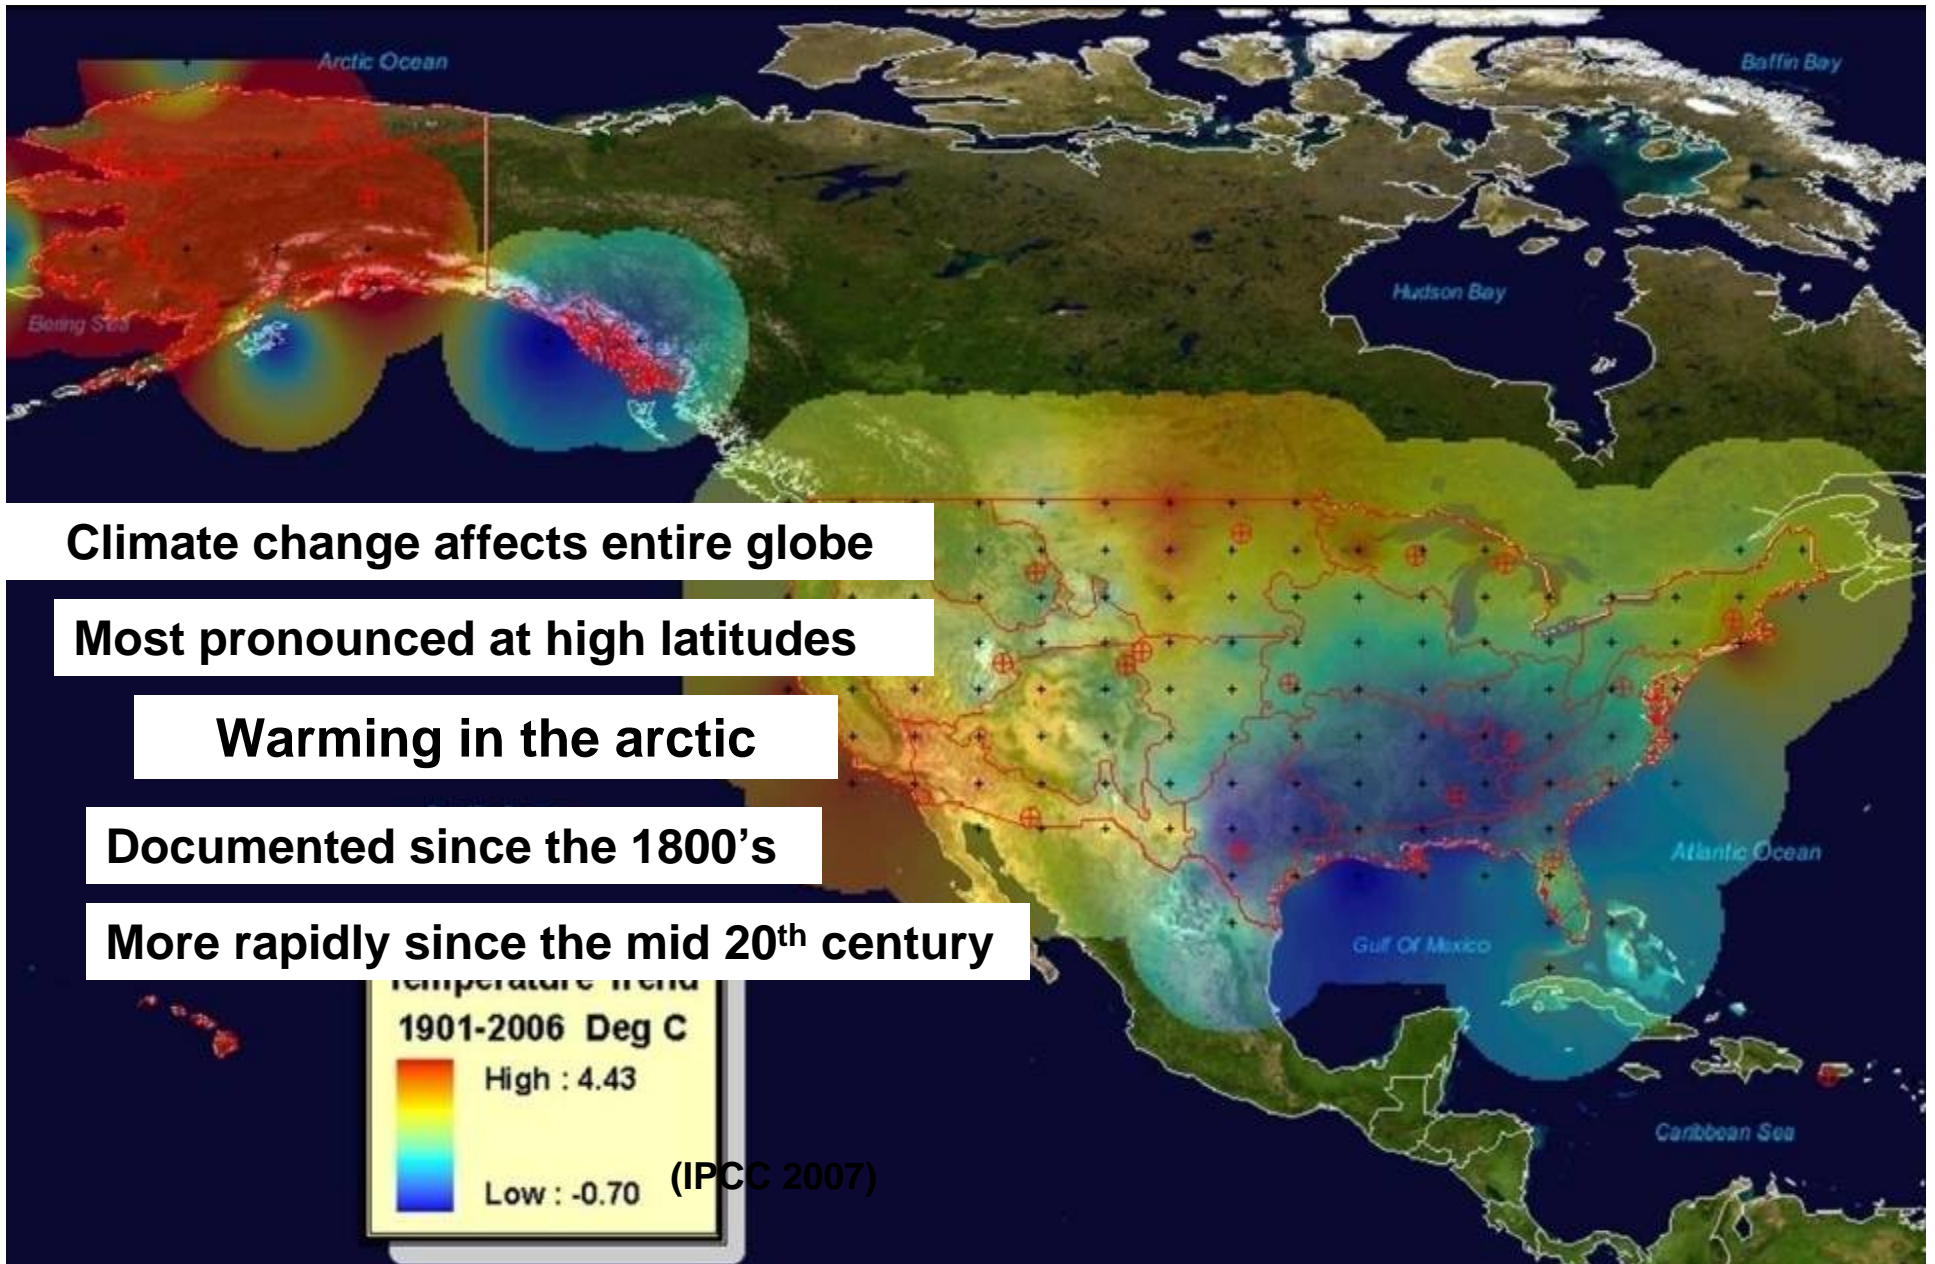 Arctic Ocean
Baffin Bay
Hudson Bay
Bering Sea
Climate change affects entire globe
Most pronounced at high latitudes
Warming in the arctic
Documented since the 1800’s
Atlantic Ocean
More rapidly since the mid 20th century
Gulf Of Mexico
Temperature Trend
1901-2006 Deg C
High : 4.43
Low : -0.70
(IPCC 2007)
Caribbean Sea